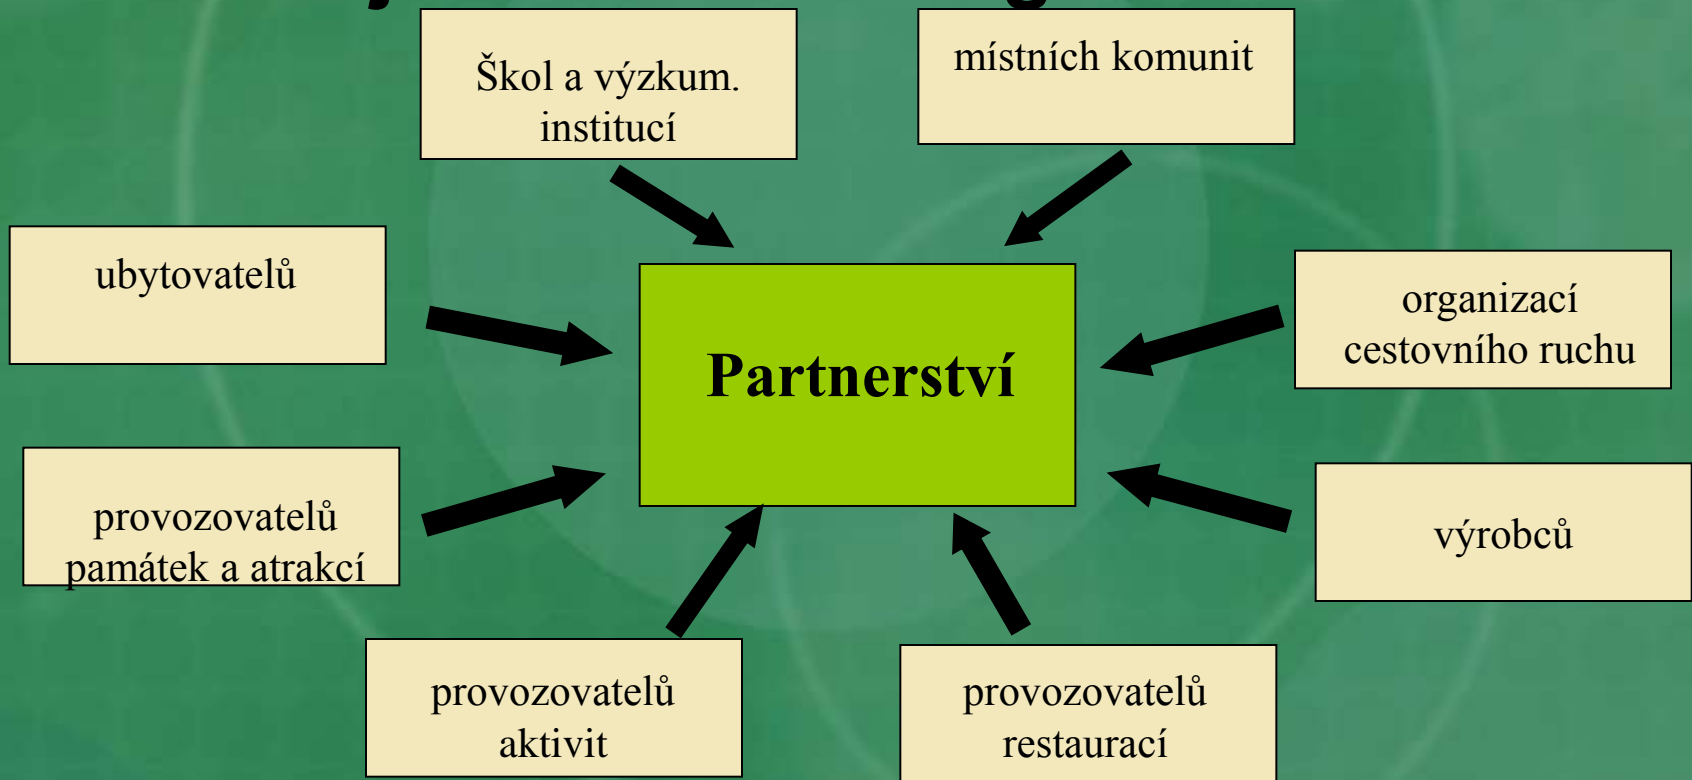 Škol a výzkum.
institucí
místních komunit
ubytovatelů
organizací
cestovního ruchu
Partnerství
provozovatelů
památek a atrakcí
výrobců
provozovatelů
aktivit
provozovatelů
restaurací